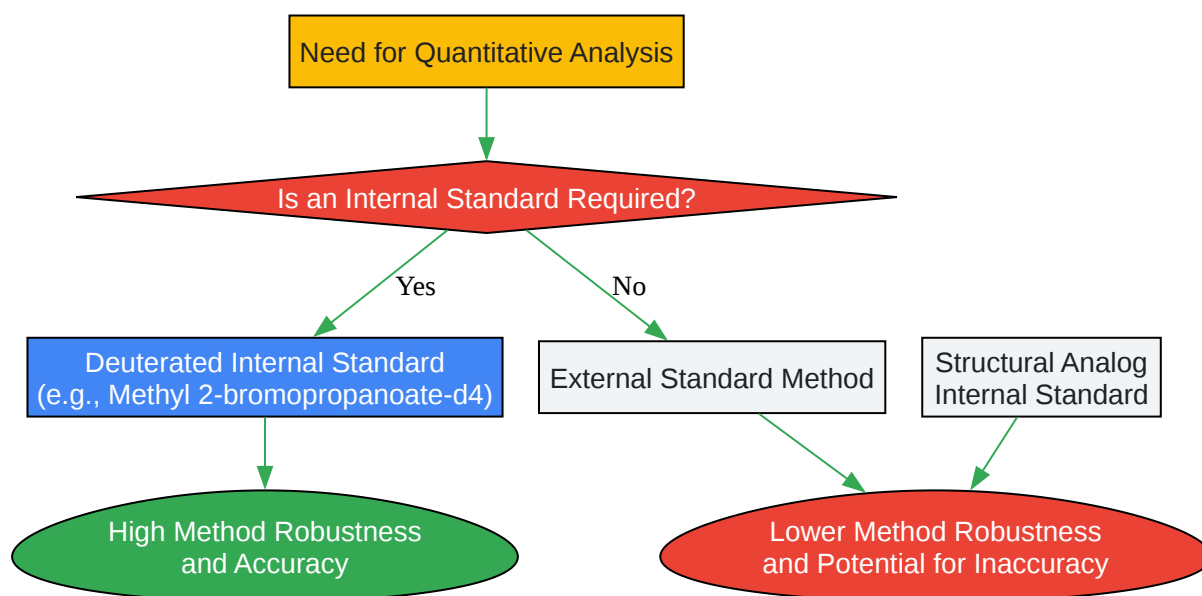 Need for Quantitative Analysis
Is an Internal Standard Required?
Yes
No
Deuterated Internal Standard
(e.g., Methyl 2-bromopropanoate-d4)
External Standard Method
Structural Analog
Internal Standard
High Method Robustness
and Accuracy
Lower Method Robustness
and Potential for Inaccuracy